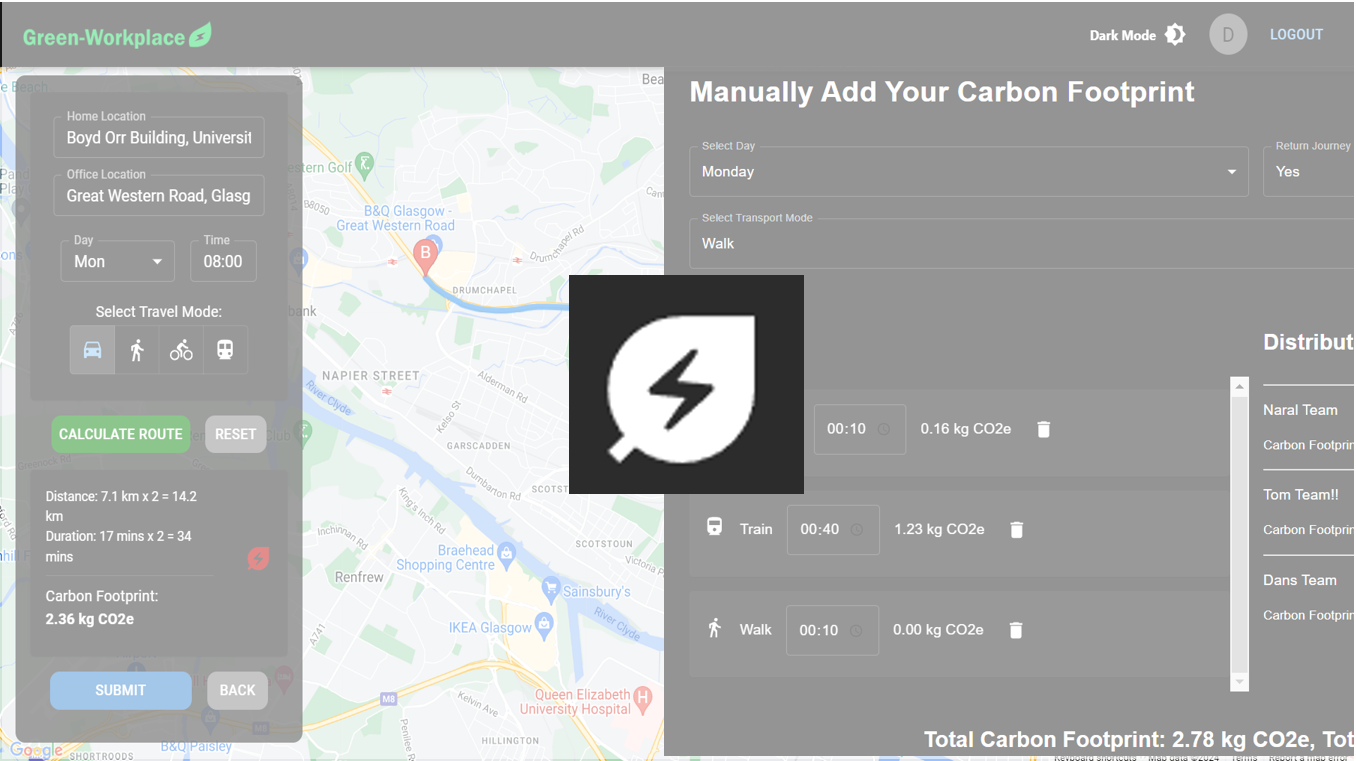 Green-Workplace
Dark Mode
D
LOGOUT
Home Location
Boyd Orr Building, Universit
Office Location
Great Western Road, Glasg
Day
Mon
Time
08:00
Select Travel Mode:
CALCULATE ROUTE
RESET
Distance: 7.1 km x 2 = 14.2
km
Duration: 17 mins x 2 = 34
mins
Carbon Footprint:
2.36 kg CO2e
SUBMIT
BACK
Google
B&Q Glasgow -
Great Western Road
B
Drumchapel Rd
DRUMCHAPEL
NAPIER STREET
River Clyde
Alderman Rd
Kelso St
GARSCADDEN
Dumbarton Rd
King's Inch Rd
Inchinnan Rd
SCOTSTOUN
Braehead
Shopping Centre
Renfrew
Sainsbury's
River Clyde
IKEA Glasgow
A741
M8
Queen Elizabeth
University Hospital
H
Kelvin Ave
HILLINGTON
B&Q Paisley
SHORTROODS
Manually Add Your Carbon Footprint
Select Day
Monday
Return Journey
Yes
Select Transport Mode
Walk
00:10
0.16 kg CO2e
Train
00:40
1.23 kg CO2e
Walk
00:10
0.00 kg CO2e
Distribut
Naral Team
Carbon Footprin
Tom Team!!
Carbon Footprin
Dans Team
Carbon Footprin
Total Carbon Footprint: 2.78 kg CO2e, Tot
Keyboard shortcuts
Map data ©2024
Terms
Report a map error